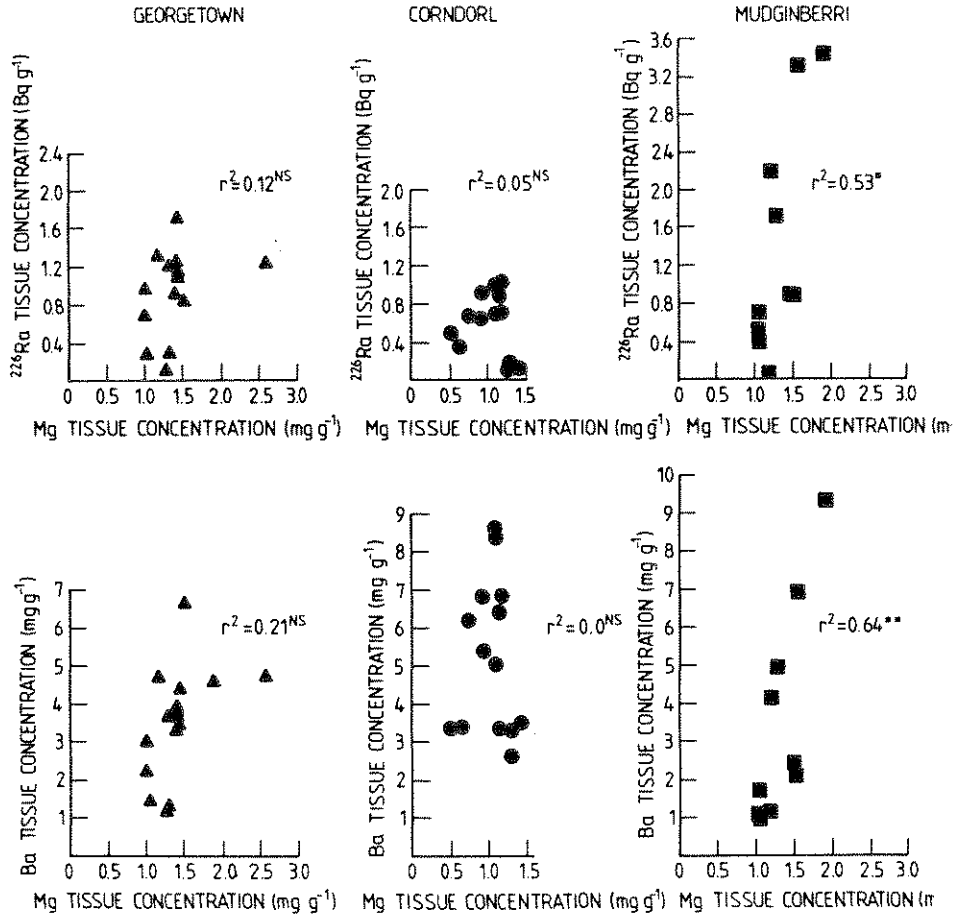 GEORGETOWN
CORNDORL
MUDGINBERRI
²²⁶Ra TISSUE CONCENTRATION (Bq g⁻¹)
2.4
2.0
1.6
1.2
0.8
0.4
r²=0.12ᴺˢ
0 1.0 1.5 2.0 2.5 3.0
Mg TISSUE CONCENTRATION (mg g⁻¹)
²²⁶Ra TISSUE CONCENTRATION (Bq g⁻¹)
2.0
1.6
1.2
0.8
0.4
r²=0.05ᴺˢ
0 0.5 1.0 1.5
Mg TISSUE CONCENTRATION (mg g⁻¹)
²²⁶Ra TISSUE CONCENTRATION (Bq g⁻¹)
3.6
3.2
2.8
2.4
2.0
1.6
1.2
0.8
0.4
r²=0.53*
0 1.0 1.5 2.0 2.5 3.0
Mg TISSUE CONCENTRATION (m
Ba TISSUE CONCENTRATION (mg g⁻¹)
7
6
5
4
3
2
1
r²=0.21ᴺˢ
0 1.0 1.5 2.0 2.5 3.0
Mg TISSUE CONCENTRATION (mg g⁻¹)
Ba TISSUE CONCENTRATION (mg g⁻¹)
9
8
7
6
5
4
3
2
1
r²=0.0ᴺˢ
0 0.5 1.0 1.5
Mg TISSUE CONCENTRATION (mg g⁻¹)
Ba TISSUE CONCENTRATION (mg g⁻¹)
10
9
8
7
6
5
4
3
2
1
r²=0.64**
0 1.0 1.5 2.0 2.5 3.0
Mg TISSUE CONCENTRATION (m